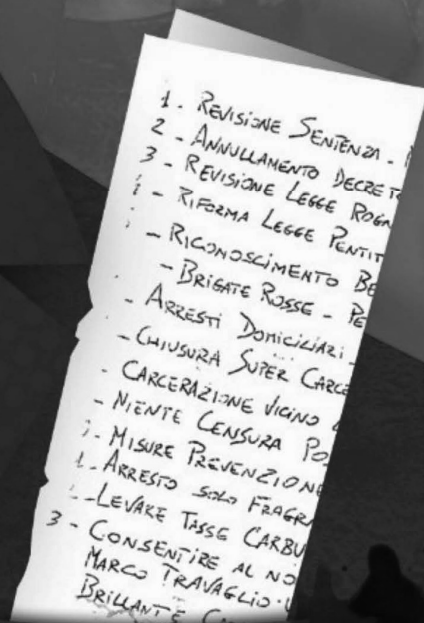 1 - REVISIONE SENTENZA -
2 - ANNULLAMENTO DECRET
3 - REVISIONE LEGGE ROGN
- RIFORMA LEGGE PENTIT
- RICONOSCIMENTO BE
- BRIGATE ROSSE - PE
- ARRESTI DOMICILIARI -
- CHIUSURA SUPER CARCE
- CARCERAZIONE VICINO
- NIENTE CENSURA PO
- MISURE PREVENZIONE
- ARRESTO SOLO FRAGRA
- LEVARE TASSE CARBU
3 - CONSENTIRE AL NO
MARCO TRAVAGLIO
BRILLANTE